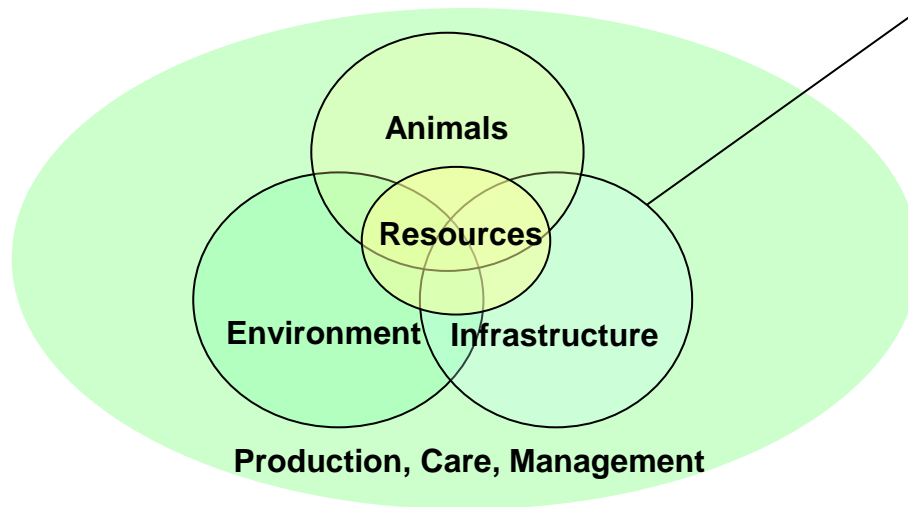 Animals
Resources
Environment
Infrastructure
Production, Care, Management